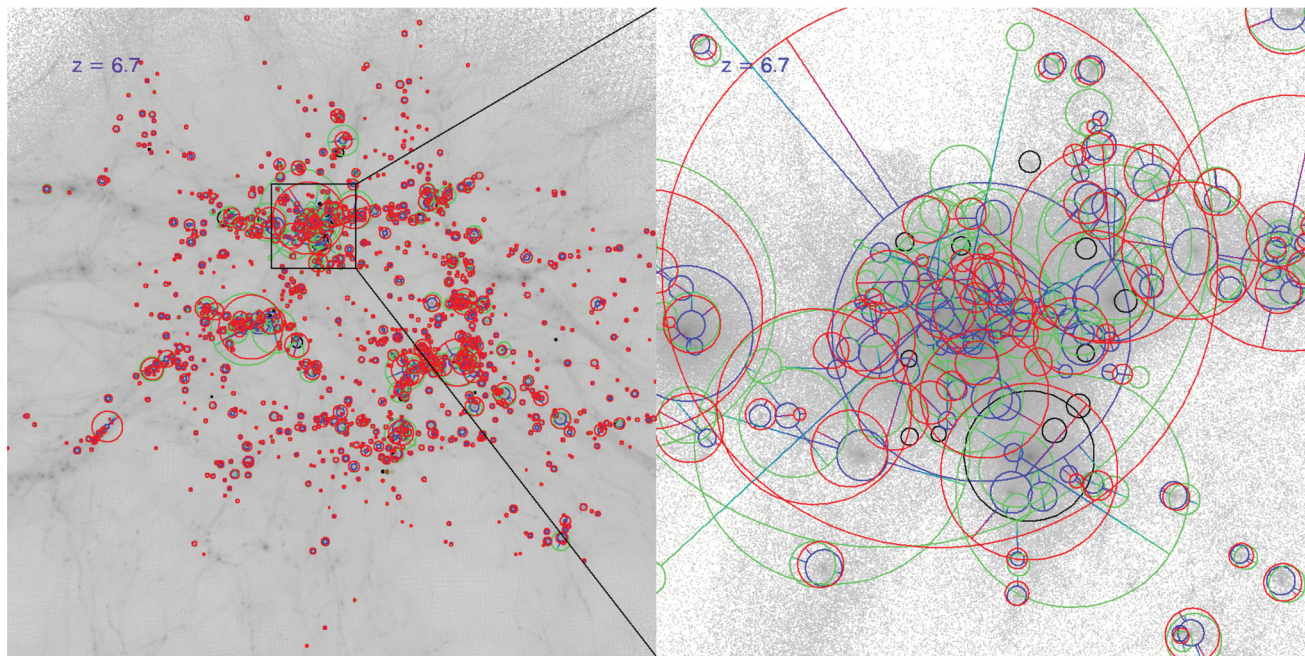 z = 6.7
z = 6.7